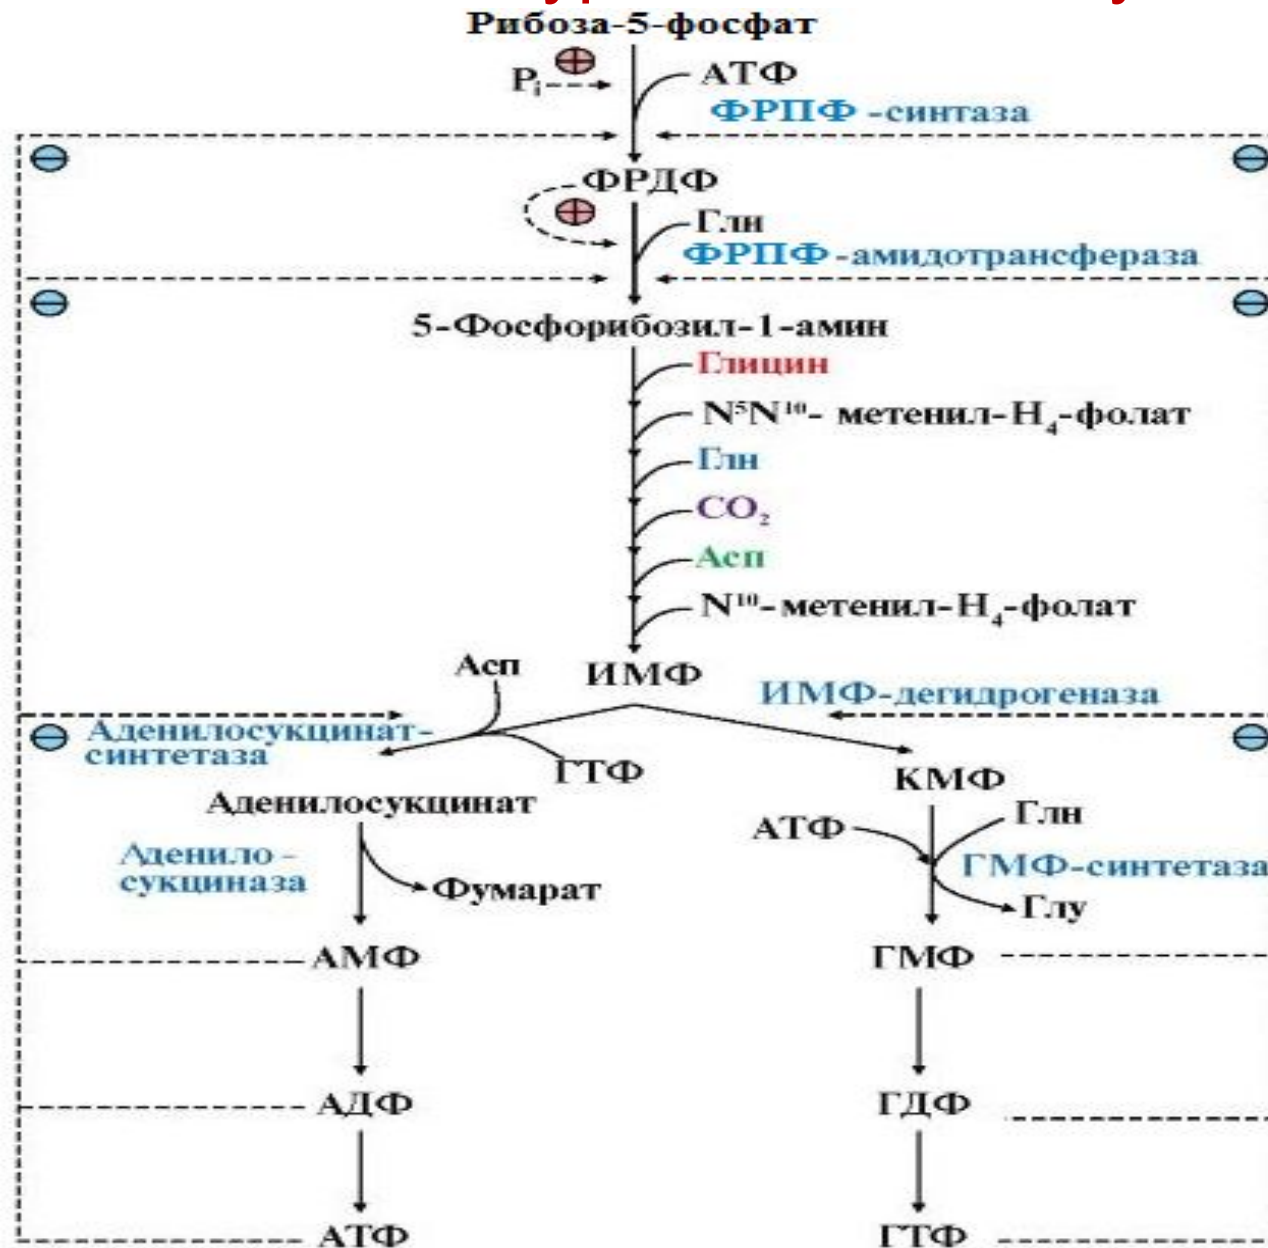 Рибоза-5-фосфат
Pi
АТФ
ФРПФ -синтаза
ФРДФ
Гли
ФРПФ-амидотрансфераза
5-Фосфорибозил-1-амин
Глицин
N⁵N¹⁰- метенил-H₄-фолат
Глн
CO₂
Асп
N¹⁰-метенил-H₄-фолат
Асп
ИМФ
ИМФ-дегидрогеназа
Аденилосукцинат-
синтетаза
ГТФ
КМФ
Аденилосукцинат
АТФ
Глн
Аденило -
сукциназа
ГМФ-синтетаза
Фумарат
Глу
АМФ
ГМФ
АДФ
ГДФ
АТФ
ГТФ